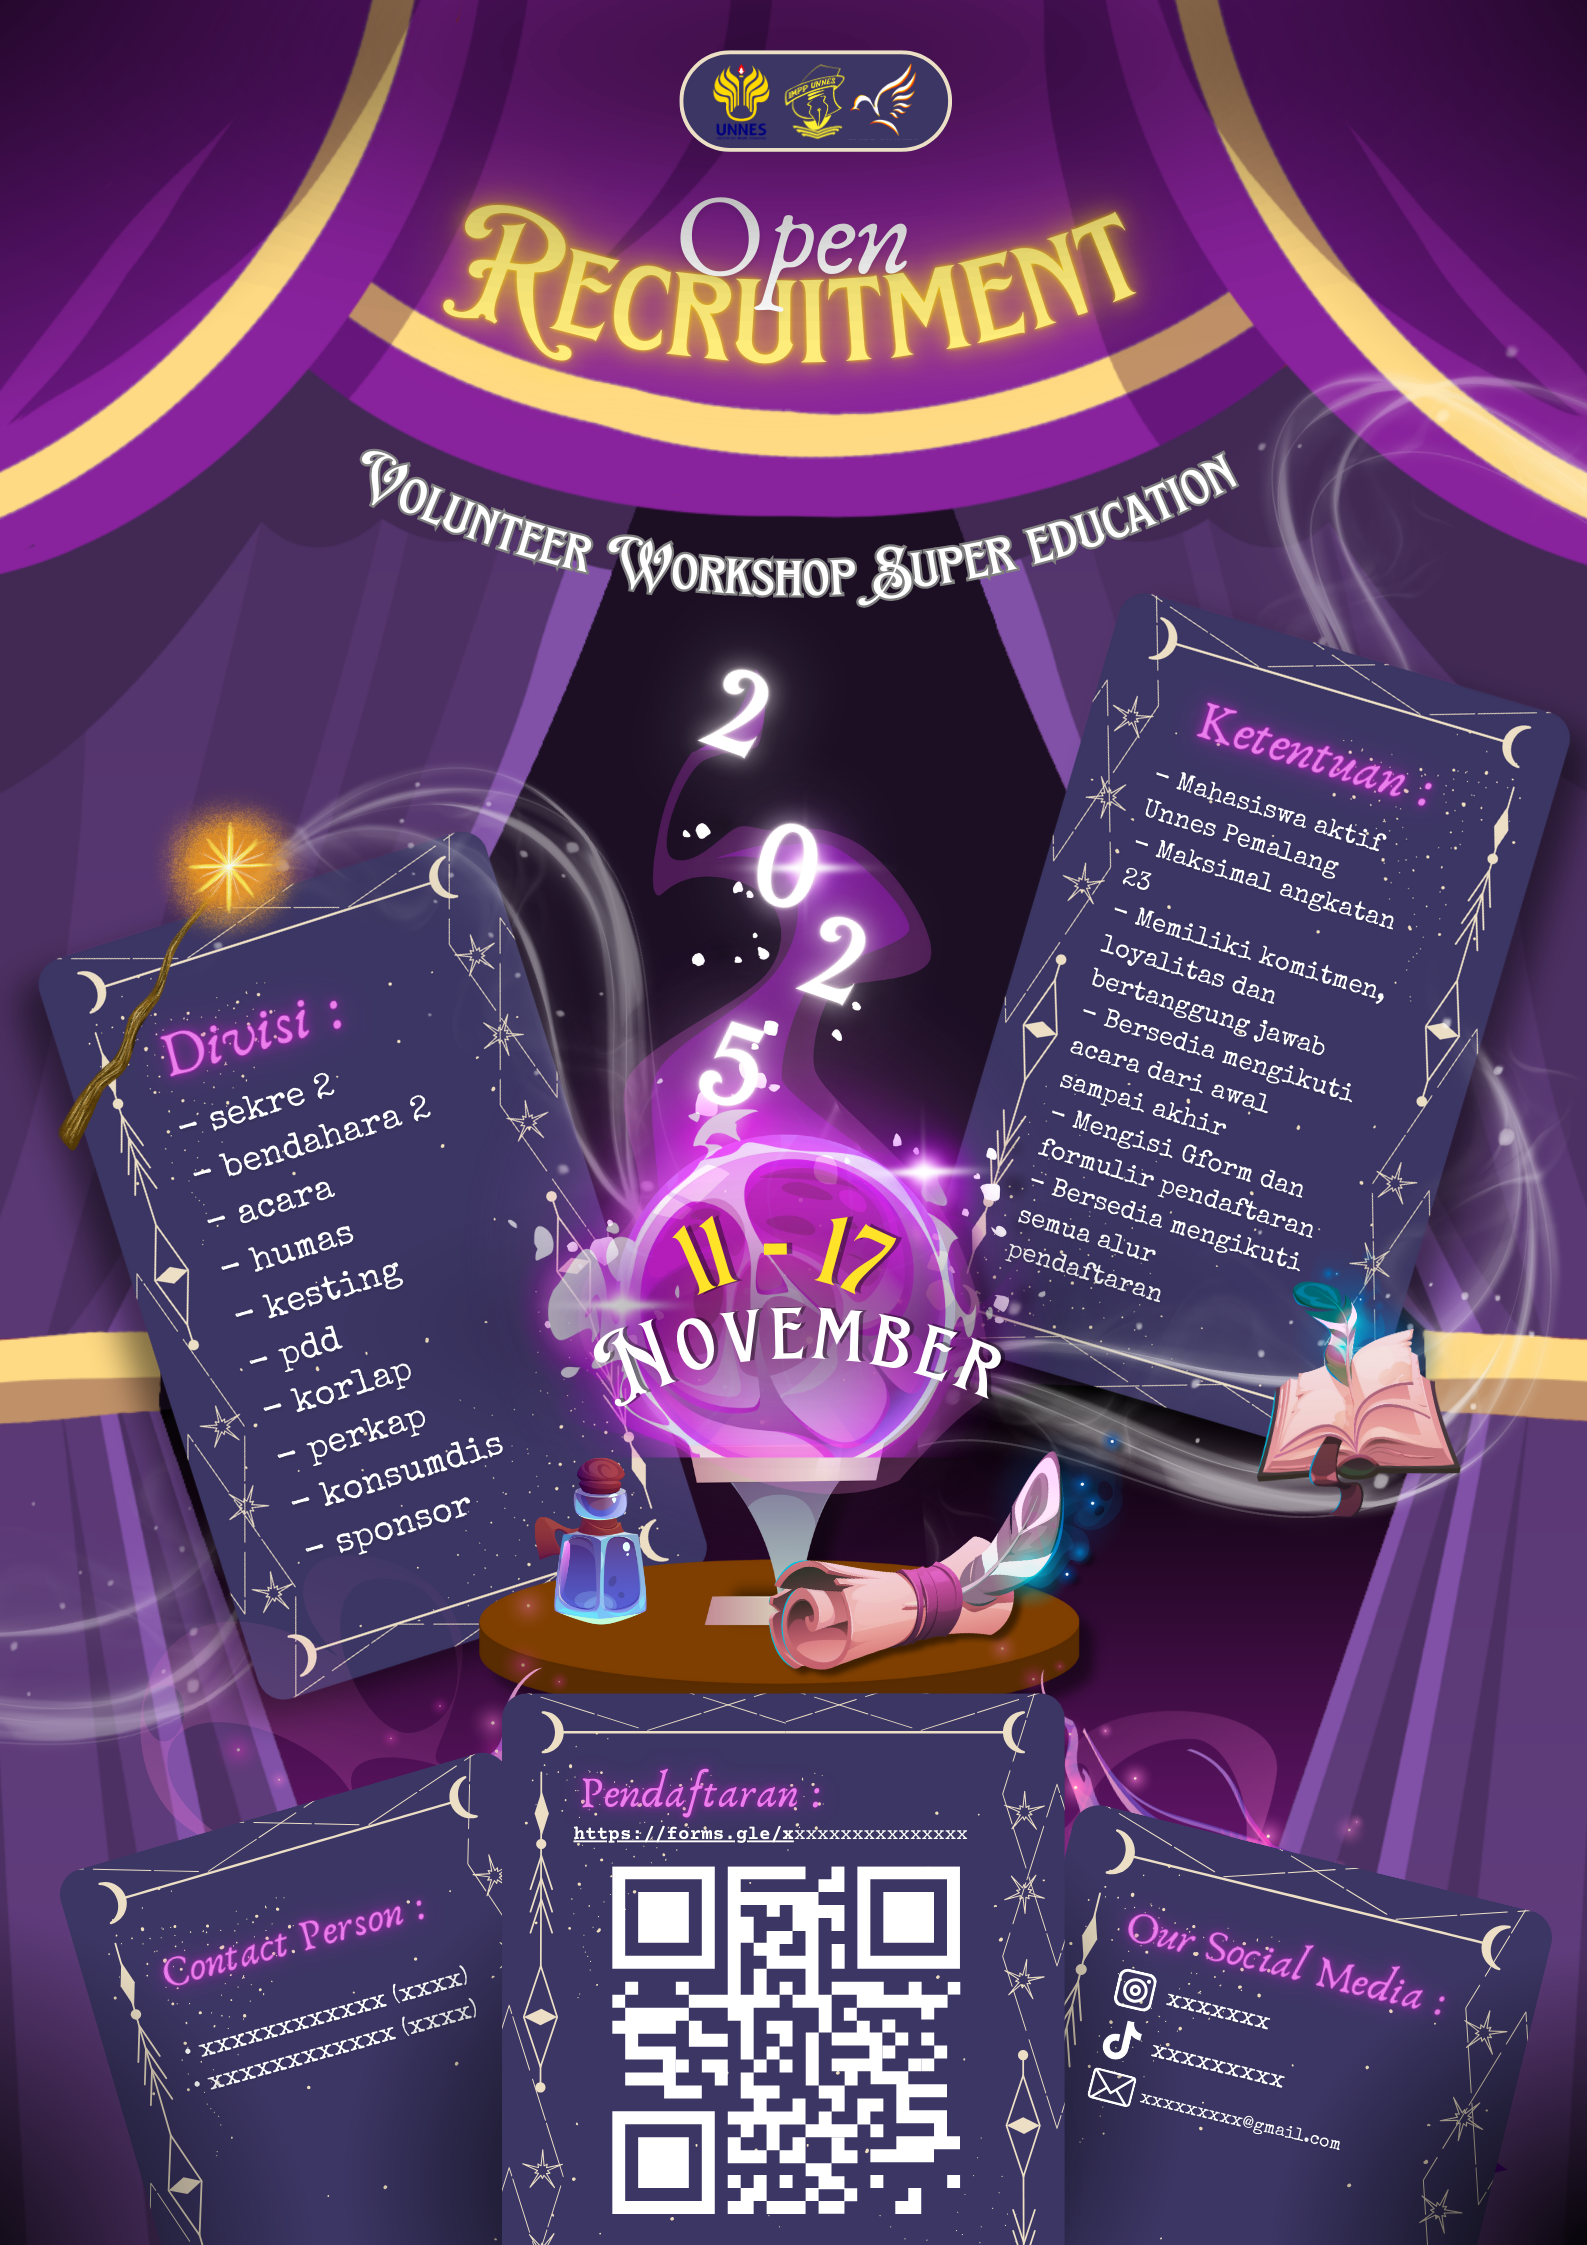 UNNES
IMPP UNNES
Open
RECRUITMENT
VOLUNTEER WORKSHOP SUPER EDUCATION
2
0
2
5
11 - 17
NOVEMBER
Divisi :
- sekre 2
- bendahara 2
- acara
- humas
- kesting
- pdd
- korlap
- perkap
- konsumdis
- sponsor
Ketentuan :
- Mahasiswa aktif
Unnes Pemalang
- Maksimal angkatan
23
- Memiliki komitmen,
loyalitas dan
bertanggung jawab
- Bersedia mengikuti
acara dari awal
sampai akhir
- Mengisi Gform dan
formulir pendaftaran
- Bersedia mengikuti
semua alur
pendaftaran
Contact Person :
• xxxxxxxxxxxx (xxxx)
• xxxxxxxxxxxx (xxxx)
Pendaftaran :
https://forms.gle/xxxxxxxxxxxxxxxx
Our Social Media :
xxxxxxx
xxxxxxxxx
xxxxxxxxx@gmail.com